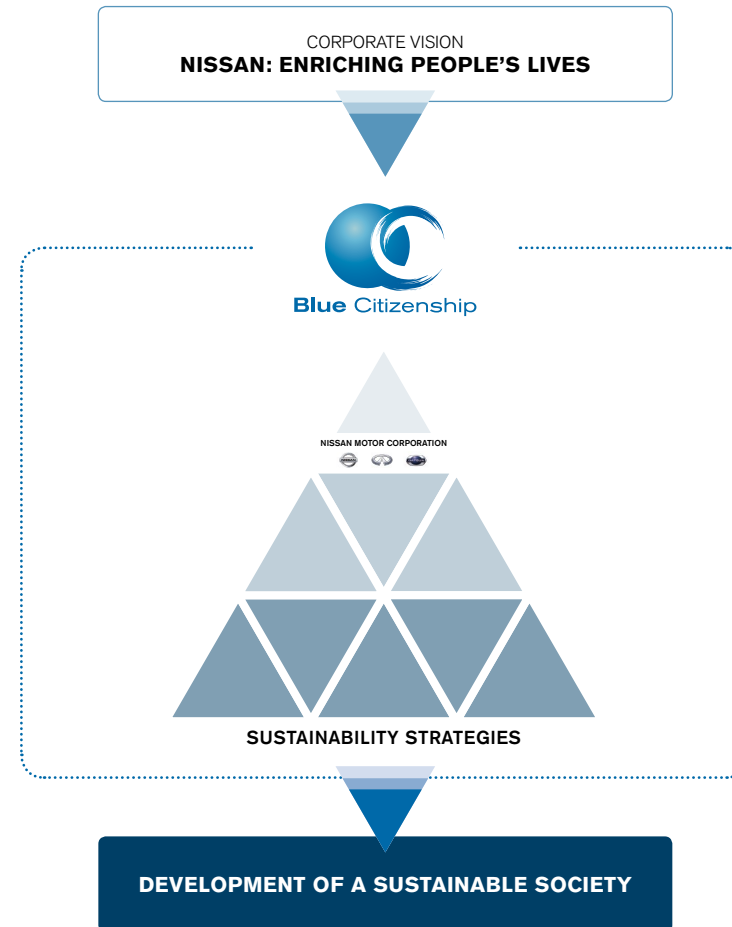 CORPORATE VISION
NISSAN: ENRICHING PEOPLE’S LIVES
Blue Citizenship
NISSAN MOTOR CORPORATION
SUSTAINABILITY STRATEGIES
DEVELOPMENT OF A SUSTAINABLE SOCIETY